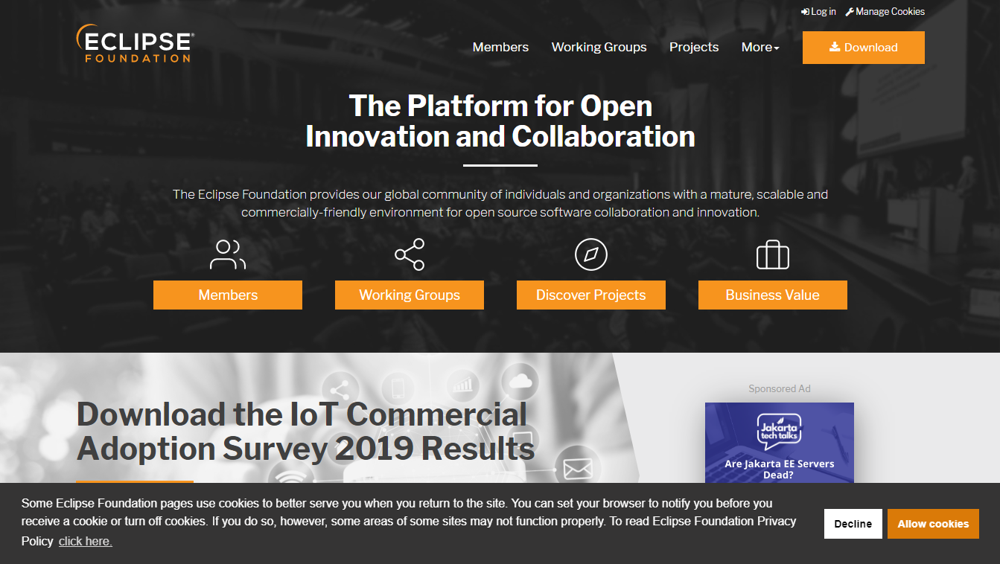 Log in Manage Cookies
ECLIPSE®
FOUNDATION
Members Working Groups Projects More Download
The Platform for Open
Innovation and Collaboration
The Eclipse Foundation provides our global community of individuals and organizations with a mature, scalable and
commercially-friendly environment for open source software collaboration and innovation.
Members Working Groups Discover Projects Business Value
Download the IoT Commercial
Adoption Survey 2019 Results
Sponsored Ad
Jakarta
tech talks
Are Jakarta EE Servers
Dead?
Some Eclipse Foundation pages use cookies to better serve you when you return to the site. You can set your browser to notify you before you
receive a cookie or turn off cookies. If you do so, however, some areas of some sites may not function properly. To read Eclipse Foundation Privacy
Policy click here.
Decline Allow cookies